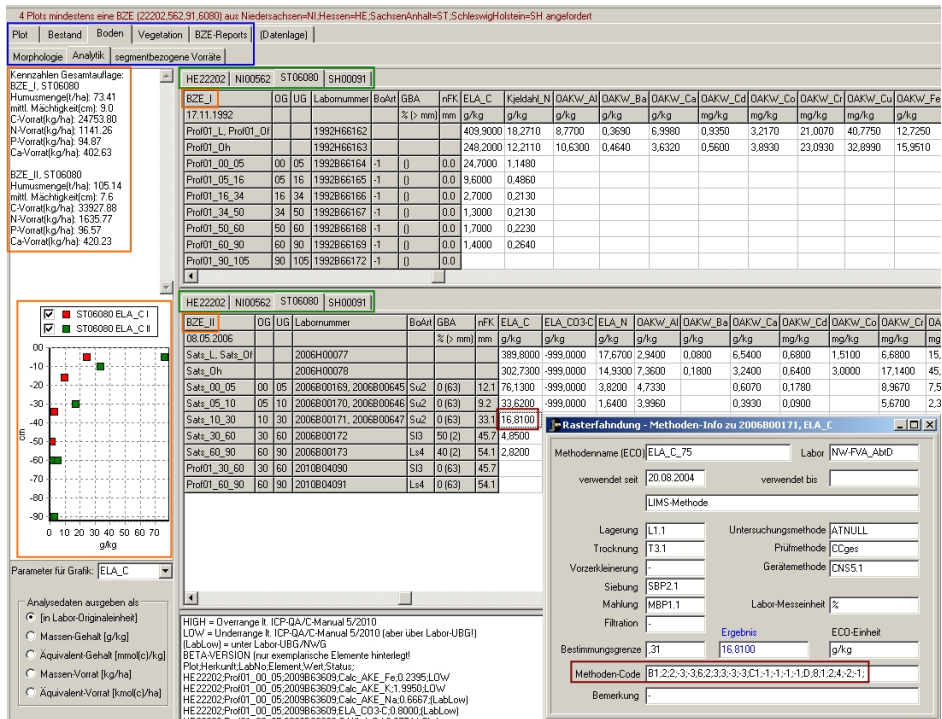 4 Plots mindestens eine BZE (22202,562,91,6080) aus Niedersachsen=NI;Hessen=HE;SachsenAnhalt=ST;SchleswigHolstein=SH angefordert
Plot Bestand Boden Vegetation BZE-Reports (Datenlage)
Morphologie Analytik segmentbezogene Vorräte
Kennzahlen Gesamtauflage:
BZE_I, ST06080
Humusmenge(t/ha): 73.41
mittl. Mächtigkeit(cm): 9.0
C-Vorrat(kg/ha): 24753.80
N-Vorrat(kg/ha): 1141.26
P-Vorrat(kg/ha): 94.87
Ca-Vorrat(kg/ha): 402.63
BZE_II, ST06080
Humusmenge(t/ha): 105.14
mittl. Mächtigkeit(cm): 7.6
C-Vorrat(kg/ha): 33927.88
N-Vorrat(kg/ha): 1635.77
P-Vorrat(kg/ha): 96.57
Ca-Vorrat(kg/ha): 420.23
HE22202 NI00562 ST06080 SH00091
BZE_I OG UG Labornummer BoArt GBA nFK ELA_C Kjeldahl_N OAKW_Al OAKW_Ba OAKW_Ca OAKW_Cd OAKW_Co OAKW_Cr OAKW_Cu OAKW_Fe
17.11.1992 % (> mm) mm g/kg g/kg g/kg g/kg g/kg mg/kg mg/kg mg/kg mg/kg g/kg
Prof01_L, Prof01_Of 1992H66162 409,9000 18,2710 8,7700 0,3690 6,9980 0,9350 3,2170 21,0070 40,7750 12,7250
Prof01_Oh 1992H66163 248,2000 12,2110 10,6300 0,4640 3,6320 0,5600 3,8930 23,0930 32,8990 15,9510
Prof01_00_05 00 05 1992B66164 -1 () 0.0 24,7000 1,1480
Prof01_05_16 05 16 1992B66165 -1 () 0.0 9,6000 0,4860
Prof01_16_34 16 34 1992B66166 -1 () 0.0 2,7000 0,2130
Prof01_34_50 34 50 1992B66167 -1 () 0.0 1,3000 0,2130
Prof01_50_60 50 60 1992B66168 -1 () 0.0 1,7000 0,2230
Prof01_60_90 60 90 1992B66169 -1 () 0.0 1,4000 0,2640
Prof01_90_105 90 105 1992B66172 -1 () 0.0
HE22202 NI00562 ST06080 SH00091
BZE_II OG UG Labornummer BoArt GBA nFK ELA_C ELA_CO3-C ELA_N OAKW_Al OAKW_Ba OAKW_Ca OAKW_Cd OAKW_Co OAKW_Cr OA
08.05.2006 % (> mm) mm g/kg g/kg g/kg g/kg g/kg g/kg mg/kg mg/kg mg/kg mg
Sats_L, Sats_Of 2006H00077 389,8000 -999,0000 17,6700 2,9400 0,0800 6,5400 0,6800 1,5100 6,6800 15,
Sats_Oh 2006H00078 302,7300 -999,0000 14,9300 7,3600 0,1800 3,2400 0,6400 3,0000 17,1400 45,
Sats_00_05 00 05 2006B00169, 2006B00645 Su2 0 (63) 12.1 76,1300 -999,0000 3,8200 4,7330 0,6070 0,1780 8,9670 7,5
Sats_05_10 05 10 2006B00170, 2006B00646 Su2 0 (63) 9.2 33,6200 -999,0000 1,6400 3,9960 0,3930 0,0900 5,6700 2,3
Sats_10_30 10 30 2006B00171, 2006B00647 Su2 0 (63) 33.1 16,8100
Sats_30_60 30 60 2006B00172 Sl3 50 (2) 45.7 4,8500
Sats_60_90 60 90 2006B00173 Ls4 40 (2) 54.1 2,8200
Prof01_30_60 30 60 2010B04090 Sl3 0 (63) 45.7
Prof01_60_90 60 90 2010B04091 Ls4 0 (63) 54.1
ST06080 ELA_C I
ST06080 ELA_C II
00
-10
-20
-30
-40
-50
-60
-70
-80
-90
cm
0 10 20 30 40 50 60 70
g/kg
Parameter für Grafik: ELA_C
Analysedaten ausgeben als
[in Labor-Originaleinheit]
Massen-Gehalt [g/kg]
Äquivalent-Gehalt [mmol(c)/kg]
Massen-Vorrat [kg/ha]
Äquivalent-Vorrat [kmol(c)/ha]
HIGH = Overrange lt. ICP-QA/C-Manual 5/2010
LOW = Underrange lt. ICP-QA/C-Manual 5/2010 (aber über Labor-UBG!)
(LabLow) = unter Labor-UBG/NWG
BETA-VERSION (nur exemplarische Elemente hinterlegt!
Plot;Herkunft;LabNo;Element;Wert;Status;
HE22202;Prof01_00_05;2009B63609;Calc_AKE_Fe;0.2395;LOW
HE22202;Prof01_00_05;2009B63609;Calc_AKE_K;1.9950;LOW
HE22202;Prof01_00_05;2009B63609;Calc_AKE_Na;0.6667;(LabLow)
HE22202;Prof01_00_05;2009B63609;ELA_CO3-C;0.8000;(LabLow)
Rasterfahndung - Methoden-Info zu 2006B00171, ELA_C
Methodenname (ECO) ELA_C_75 Labor NW-FVA_AbtD
verwendet seit 20.08.2004 verwendet bis
LIMS-Methode
Lagerung L1.1 Untersuchungsmethode ATNULL
Trocknung T3.1 Prüfmethode CCges
Vorzerkleinerung - Gerätemethode CNS5.1
Siebung SBP2.1
Mahlung MBP1.1 Labor-Messeinheit %
Filtration -
Ergebnis ECO-Einheit
Bestimmungsgrenze ,31 16.8100 g/kg
Methoden-Code B1;2;2;-3;-3;6;2;3;3;-3;-3;C1;-1;-1;-1;-1;D;8;1;2;4;-2;-1;
Bemerkung -